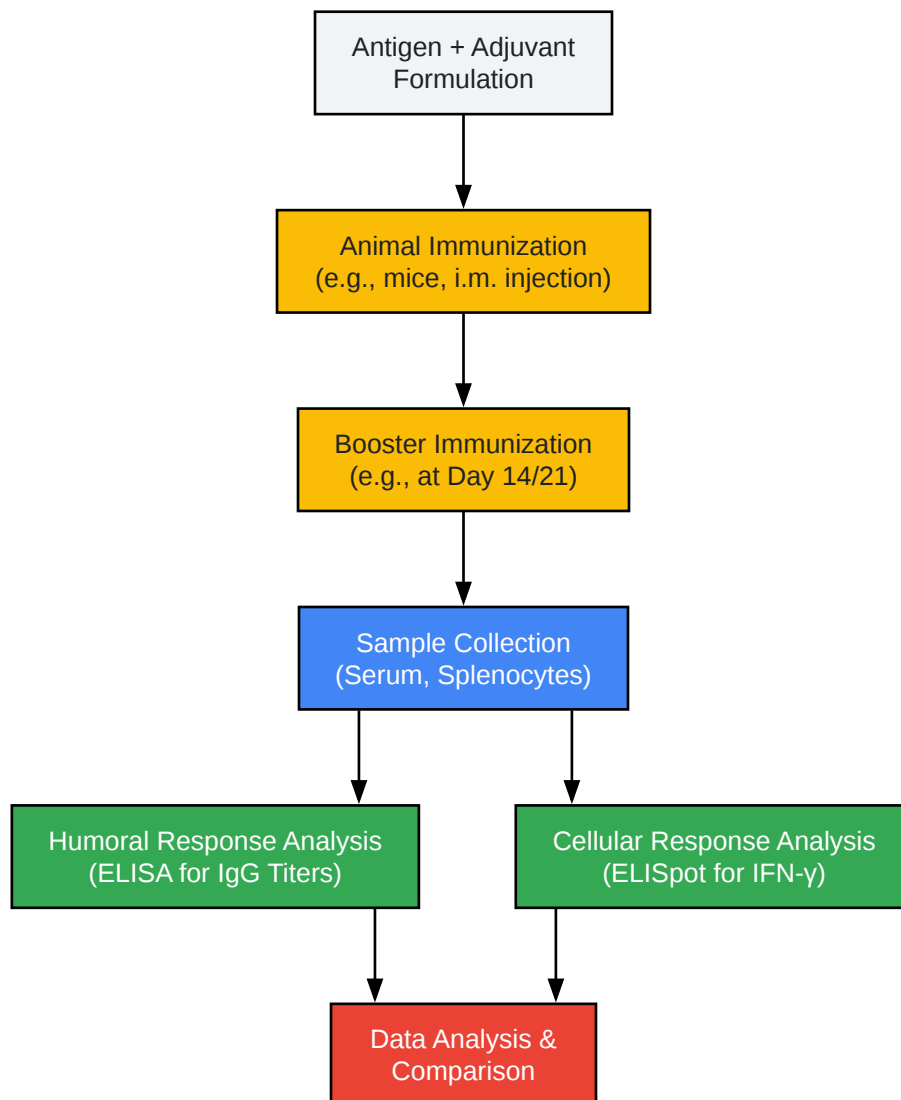 Antigen + Adjuvant
Formulation
Animal Immunization
(e.g., mice, i.m. injection)
Booster Immunization
(e.g., at Day 14/21)
Sample Collection
(Serum, Splenocytes)
Humoral Response Analysis
(ELISA for IgG Titers)
Cellular Response Analysis
(ELISpot for IFN-γ)
Data Analysis &
Comparison